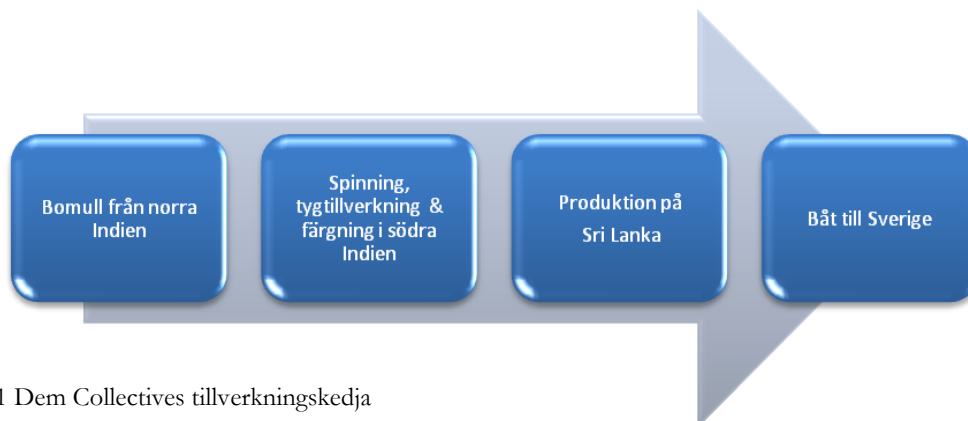 Bomull från norra
Indien
Spinning,
tygtillverkning &
färgning i södra
Indien
Produktion på
Sri Lanka
Båt till Sverige
1 Dem Collectives tillverkningskedja